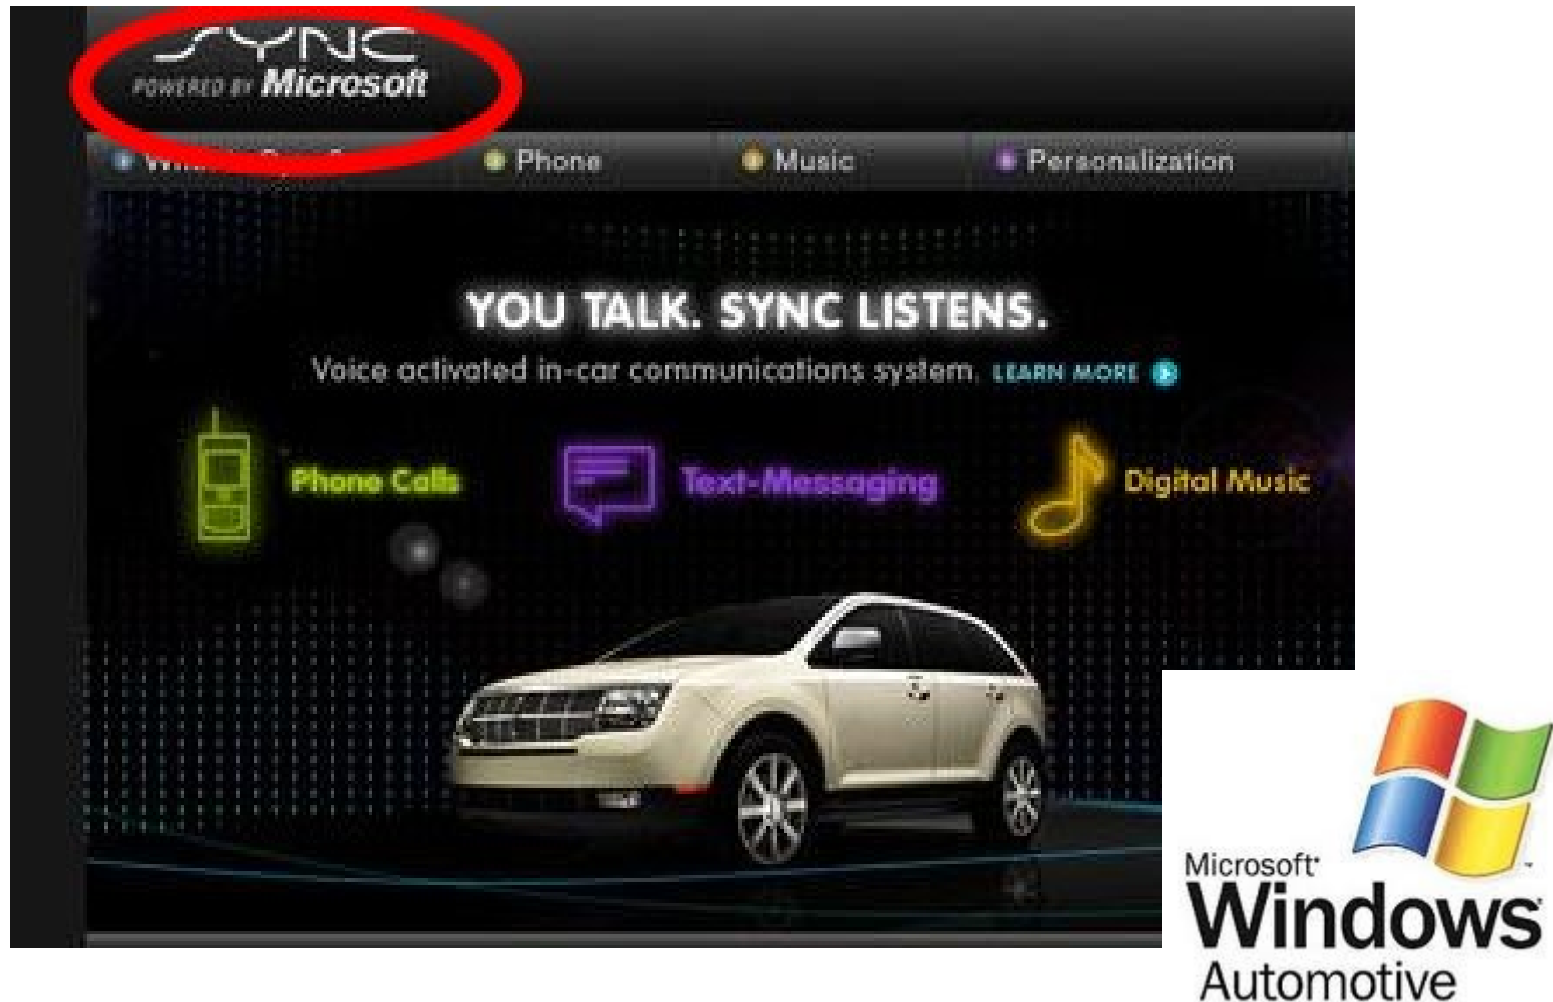 SYNC
POWERED BY Microsoft
Phone
Music
Personalization
YOU TALK. SYNC LISTENS.
Voice activated in-car communications system. LEARN MORE
Phone Calls
Text-Messaging
Digital Music
Microsoft
Windows
Automotive